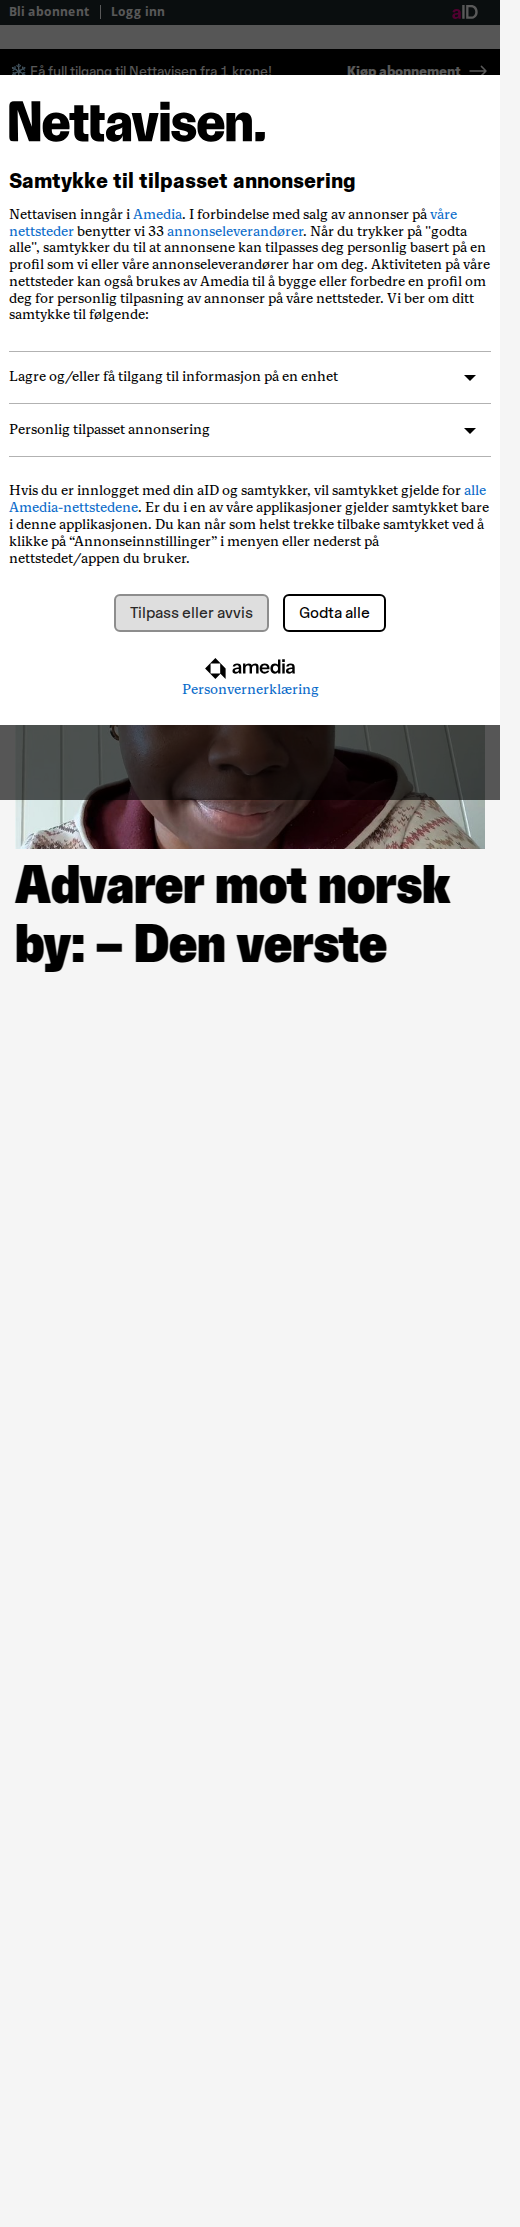 Bli abonnent
Logg inn
aID
Få full tilgang til Nettavisen fra 1 krone!
Kjøp abonnement
Nettavisen.
Samtykke til tilpasset annonsering
Nettavisen inngår i Amedia. I forbindelse med salg av annonser på våre
nettsteder benytter vi 33 annonseleverandører. Når du trykker på "godta
alle", samtykker du til at annonsene kan tilpasses deg personlig basert på en
profil som vi eller våre annonseleverandører har om deg. Aktiviteten på våre
nettsteder kan også brukes av Amedia til å bygge eller forbedre en profil om
deg for personlig tilpasning av annonser på våre nettsteder. Vi ber om ditt
samtykke til følgende:
Lagre og/eller få tilgang til informasjon på en enhet
Personlig tilpasset annonsering
Hvis du er innlogget med din aID og samtykker, vil samtykket gjelde for alle
Amedia-nettstedene. Er du i en av våre applikasjoner gjelder samtykket bare
i denne applikasjonen. Du kan når som helst trekke tilbake samtykket ved å
klikke på “Annonseinnstillinger” i menyen eller nederst på
nettstedet/appen du bruker.
Tilpass eller avvis
Godta alle
amedia
Personvernerklæring
Advarer mot norsk
by: – Den verste